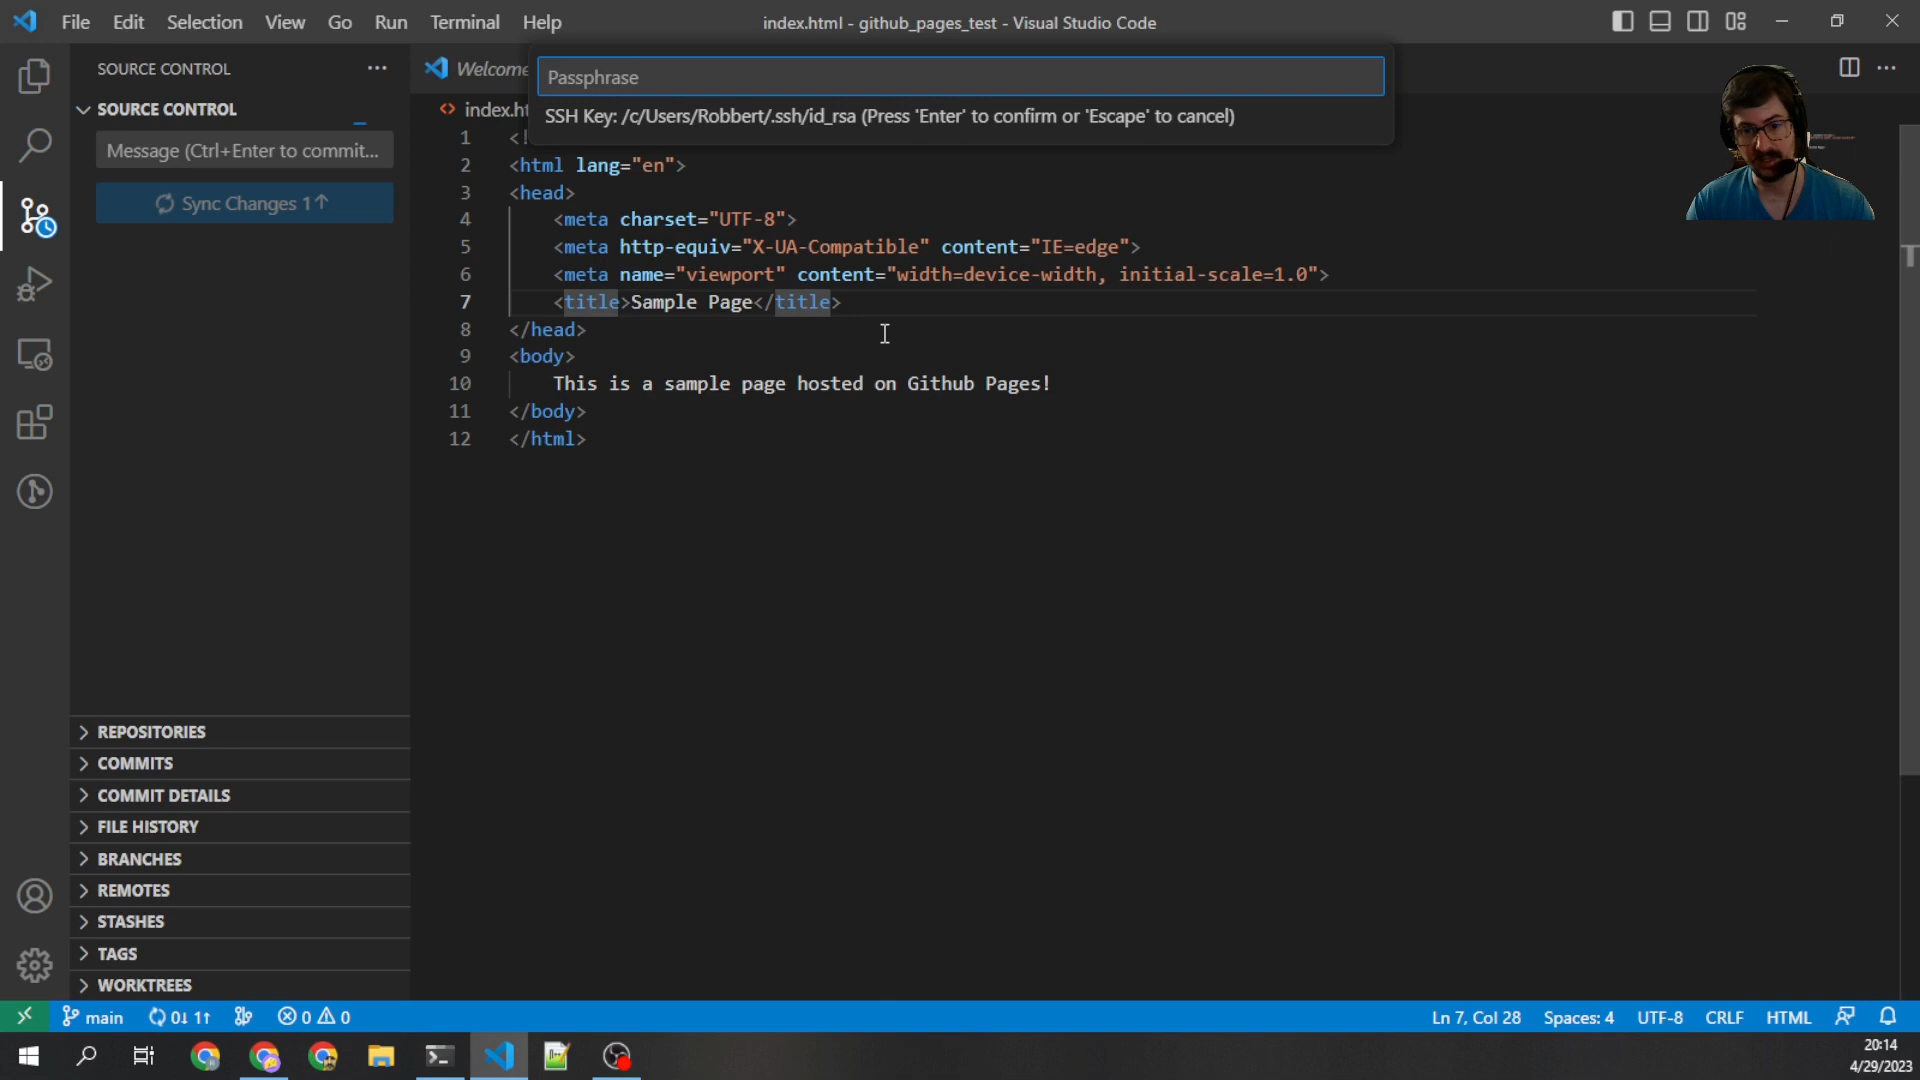 File Edit Selection View Go Run Terminal Help
index.html - github_pages_test - Visual Studio Code
SOURCE CONTROL
Welcome
Passphrase
SSH Key: /c/Users/Robbert/.ssh/id_rsa (Press 'Enter' to confirm or 'Escape' to cancel)
SOURCE CONTROL
Message (Ctrl+Enter to commit...
Sync Changes 1↑
index.ht
1 <!
2 <html lang="en">
3 <head>
4 <meta charset="UTF-8">
5 <meta http-equiv="X-UA-Compatible" content="IE=edge">
6 <meta name="viewport" content="width=device-width, initial-scale=1.0">
7 <title>Sample Page</title>
8 </head>
9 <body>
10 This is a sample page hosted on Github Pages!
11 </body>
12 </html>
REPOSITORIES
COMMITS
COMMIT DETAILS
FILE HISTORY
BRANCHES
REMOTES
STASHES
TAGS
WORKTREES
main 0↓ 1↑ 0 0
Ln 7, Col 28 Spaces: 4 UTF-8 CRLF HTML
20:14
4/29/2023